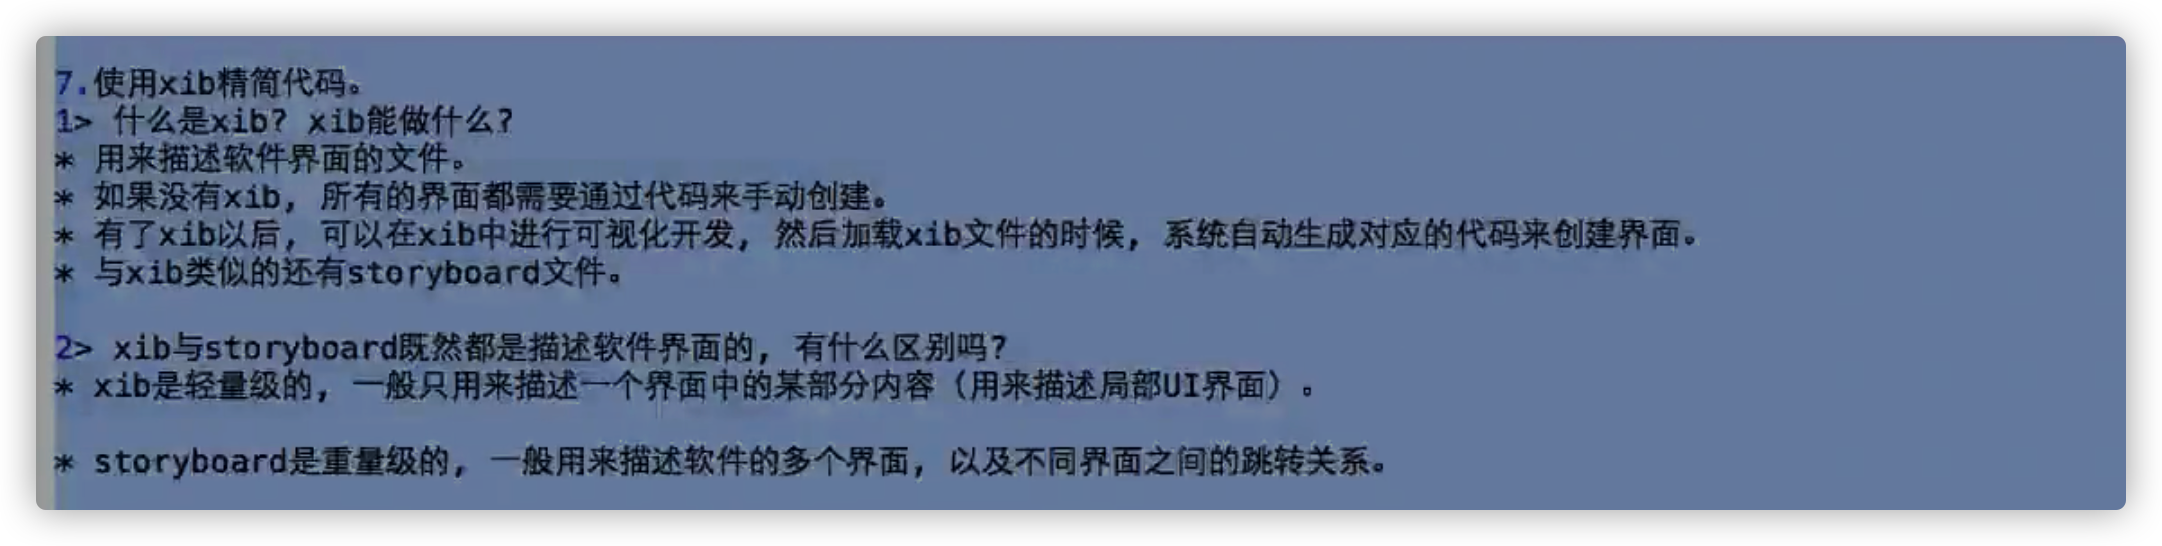 7.使用xib精简代码。
1> 什么是xib? xib能做什么?
* 用来描述软件界面的文件。
* 如果没有xib, 所有的界面都需要通过代码来手动创建。
* 有了xib以后, 可以在xib中进行可视化开发, 然后加载xib文件的时候, 系统自动生成对应的代码来创建界面。
* 与xib类似的还有storyboard文件。
2> xib与storyboard既然都是描述软件界面的, 有什么区别吗?
* xib是轻量级的, 一般只用来描述一个界面中的某部分内容（用来描述局部UI界面）。
* storyboard是重量级的, 一般用来描述软件的多个界面, 以及不同界面之间的跳转关系。